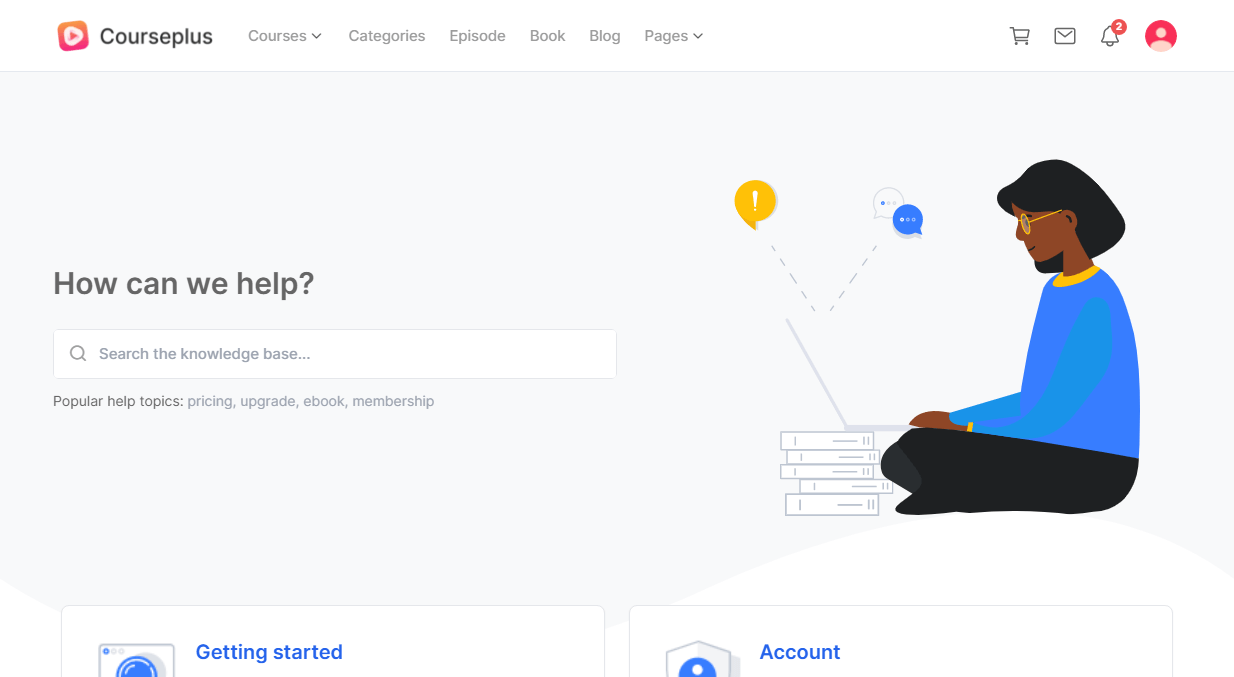 Courseplus
Courses
Categories
Episode
Book
Blog
Pages
2
!
How can we help?
Search the knowledge base...
Popular help topics: pricing, upgrade, ebook, membership
Getting started
Account